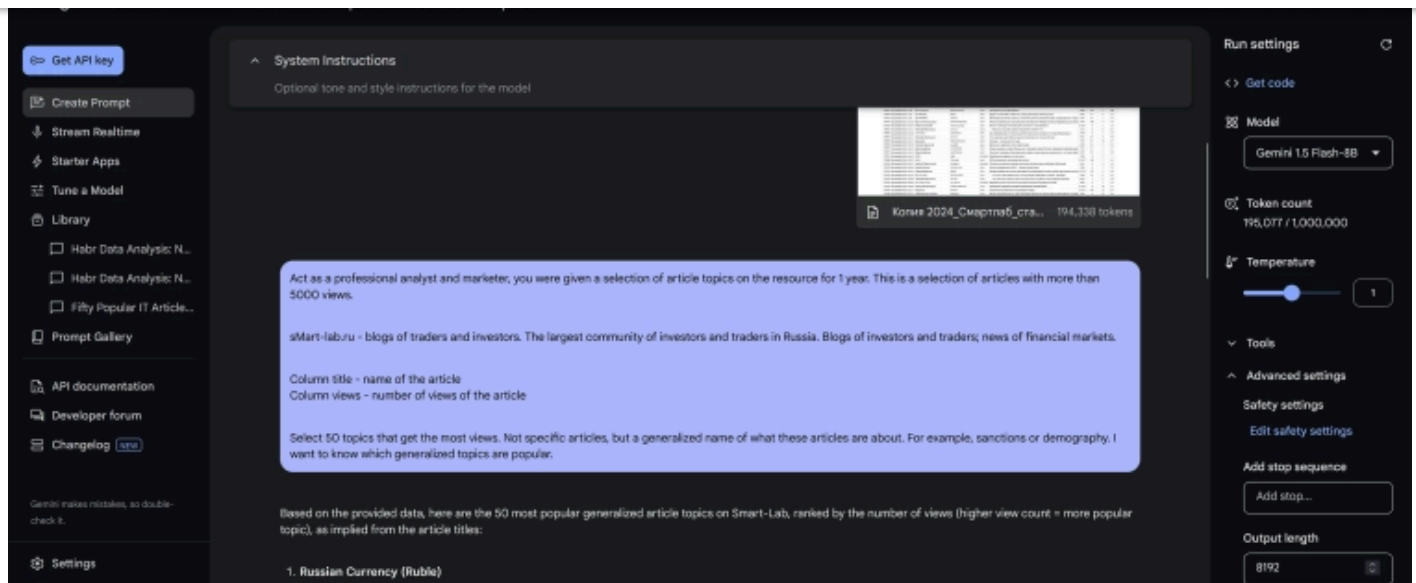 Get API key
Create Prompt
Stream Realtime
Starter Apps
Tune a Model
Library
Habr Data Analysis: N...
Habr Data Analysis: N...
Fifty Popular IT Article...
Prompt Gallery
API documentation
Developer forum
Changelog NEW
Gemini makes mistakes, so double-
check it.
Settings
System Instructions
Optional tone and style instructions for the model
Копия 2024_Смартлаб_ста... 194,338 tokens
Act as a professional analyst and marketer, you were given a selection of article topics on the resource for 1 year. This is a selection of articles with more than
5000 views.
sMart-lab.ru - blogs of traders and investors. The largest community of investors and traders in Russia. Blogs of investors and traders; news of financial markets.
Column title - name of the article
Column views - number of views of the article
Select 50 topics that get the most views. Not specific articles, but a generalized name of what these articles are about. For example, sanctions or demography. I
want to know which generalized topics are popular.
Based on the provided data, here are the 50 most popular generalized article topics on Smart-Lab, ranked by the number of views (higher view count = more popular
topic), as implied from the article titles:
1. Russian Currency (Ruble)
Run settings
Get code
Model
Gemini 1.5 Flash-8B
Token count
195,077 / 1,000,000
Temperature
1
Tools
Advanced settings
Safety settings
Edit safety settings
Add stop sequence
Add stop...
Output length
8192